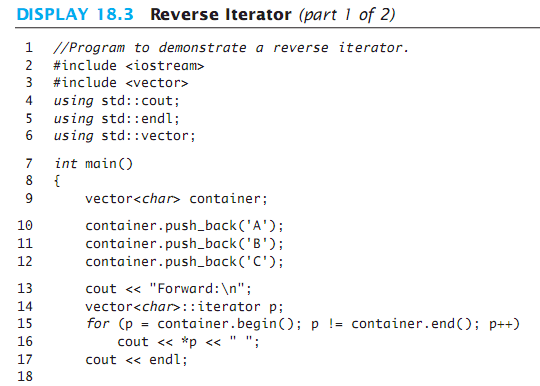 DISPLAY 18.3 Reverse Iterator (part 1 of 2)
1 //Program to demonstrate a reverse iterator.
2 #include <iostream>
3 #include <vector>
4 using std::cout;
5 using std::endl;
6 using std::vector;
7 int main()
8 {
9 vector<char> container;
10 container.push_back('A');
11 container.push_back('B');
12 container.push_back('C');
13 cout << "Forward:\n";
14 vector<char>::iterator p;
15 for (p = container.begin(); p != container.end(); p++)
16 cout << *p << " ";
17 cout << endl;
18